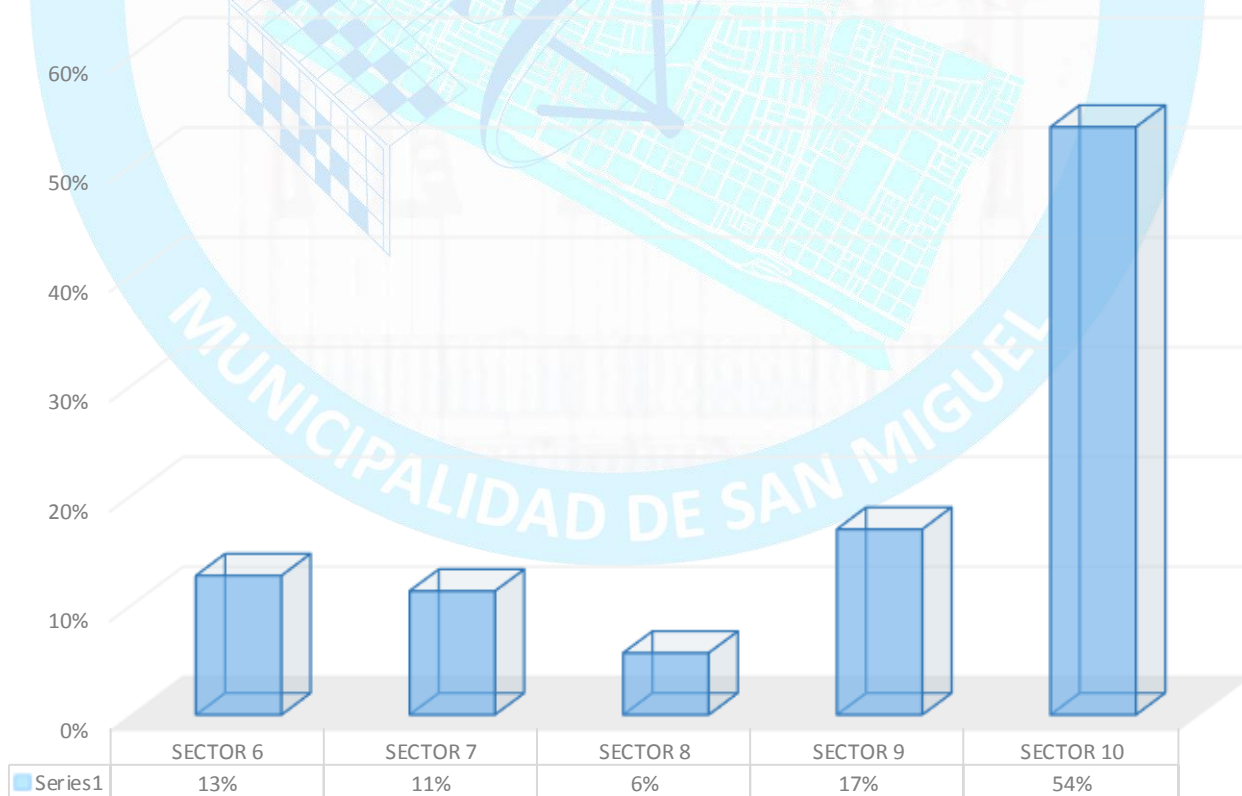 60%
50%
40%
30%
20%
10%
0%
MUNICIPALIDAD DE SAN MIGUEL
SECTOR 6 SECTOR 7 SECTOR 8 SECTOR 9 SECTOR 10
Series1 13% 11% 6% 17% 54%